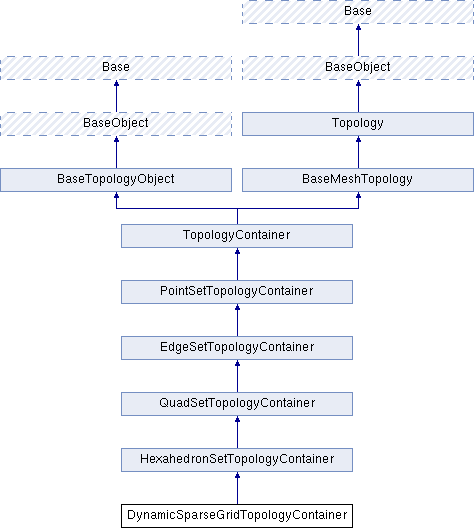 Base
Base
BaseObject
BaseObject
Topology
BaseTopologyObject
BaseMeshTopology
TopologyContainer
PointSetTopologyContainer
EdgeSetTopologyContainer
QuadSetTopologyContainer
HexahedronSetTopologyContainer
DynamicSparseGridTopologyContainer